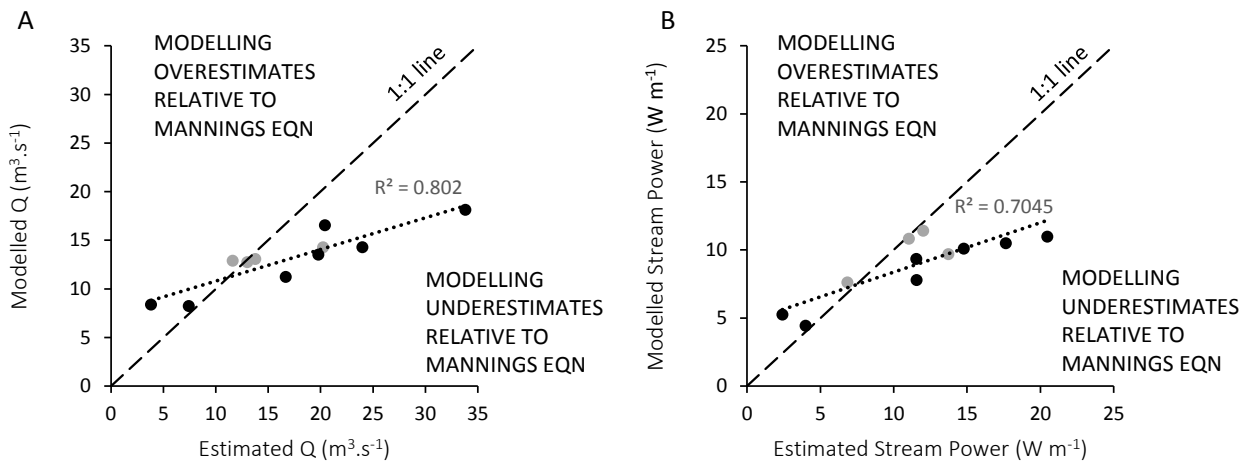 A
MODELLING
OVERESTIMATES
RELATIVE TO
MANNINGS EQN
1:1 line
R² = 0.802
MODELLING
UNDERESTIMATES
RELATIVE TO
MANNINGS EQN
Modelled Q (m³.s⁻¹)
35
30
25
20
15
10
5
0
0 5 10 15 20 25 30 35
Estimated Q (m³.s⁻¹)
B
MODELLING
OVERESTIMATES
RELATIVE TO
MANNINGS EQN
1:1 line
R² = 0.7045
MODELLING
UNDERESTIMATES
RELATIVE TO
MANNINGS EQN
Modelled Stream Power (W m⁻¹)
25
20
15
10
5
0
0 5 10 15 20 25
Estimated Stream Power (W m⁻¹)